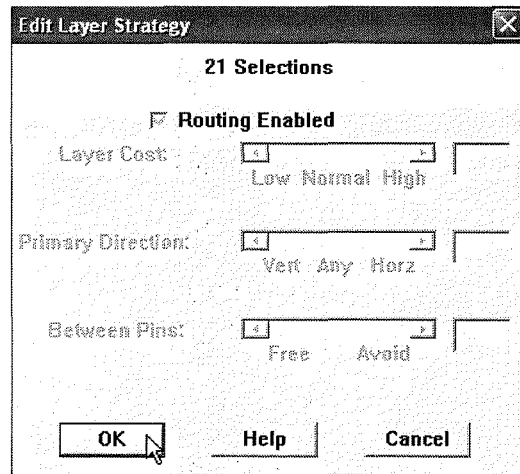 Edit Layer Strategy
21 Selections
Routing Enabled
Layer Cost:
Low Normal High
Primary Direction:
Vert Any Horz
Between Pins:
Free Avoid
OK Help Cancel